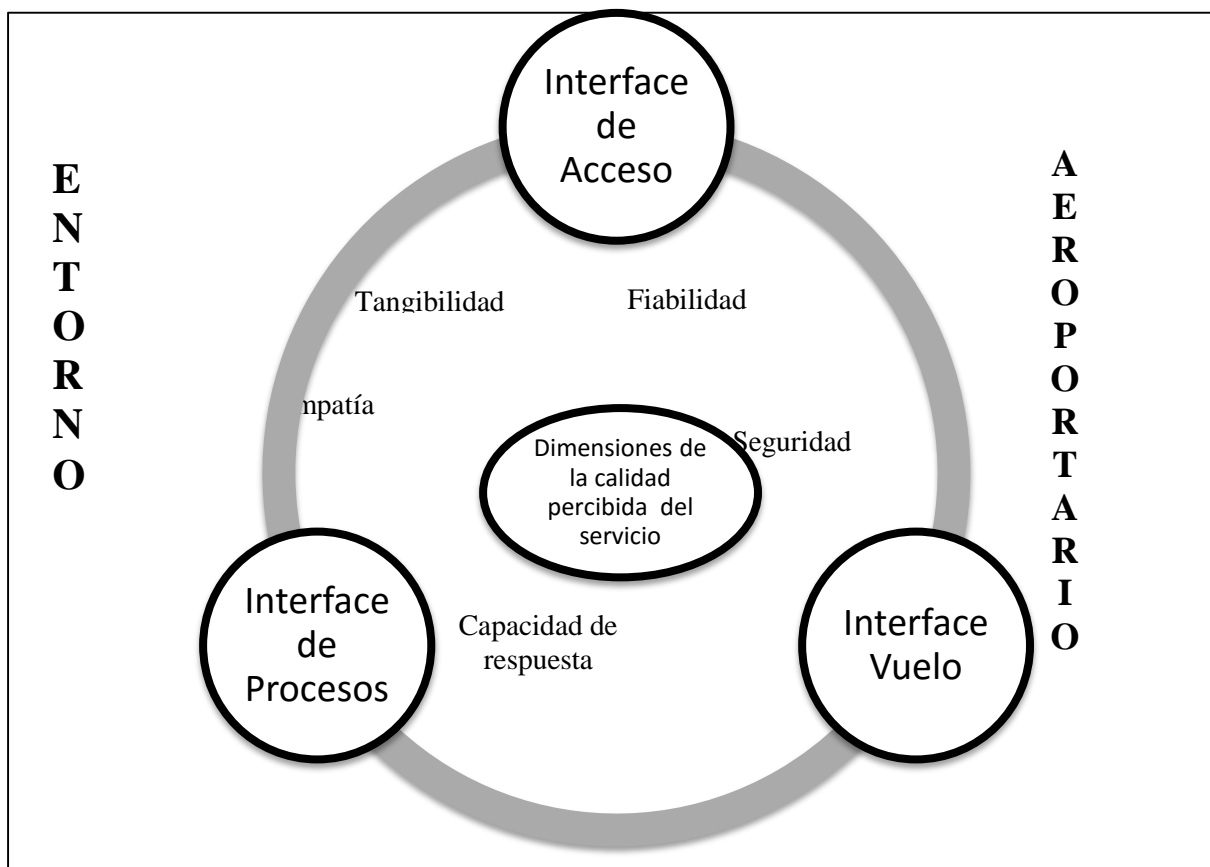 Interface
de
Acceso
E
N
T
O
R
N
O
A
E
R
O
P
O
R
T
A
R
I
O
Tangibilidad
Fiabilidad
mpatía
Seguridad
Dimensiones de
la calidad
percibida del
servicio
Interface
de
Procesos
Capacidad de
respuesta
Interface
Vuelo